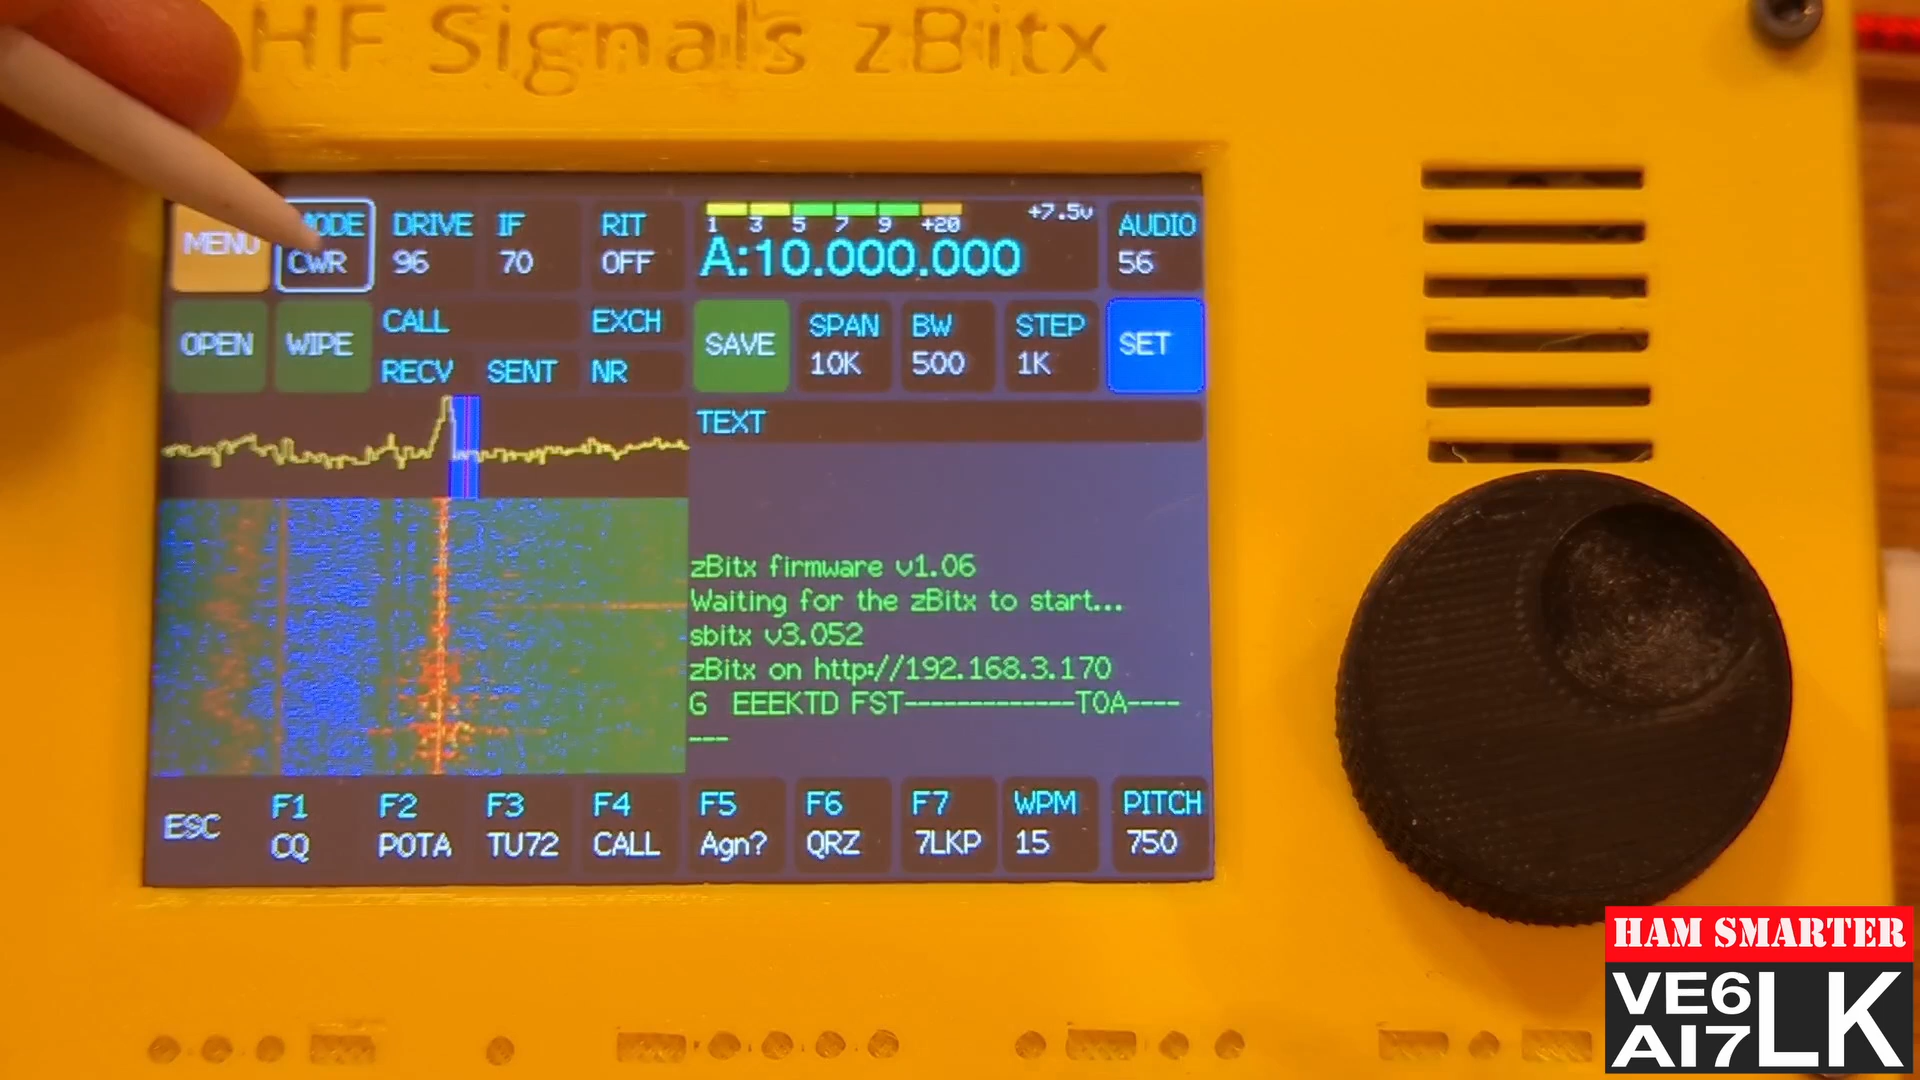 HF Signals zBitx
MENU
MODE
CWR
DRIVE
96
IF
70
RIT
OFF
1 3 5 7 9 +20
+7.5v
A:10.000.000
AUDIO
56
OPEN
WIPE
CALL
EXCH
RECV
SENT
NR
SAVE
SPAN
10K
BW
500
STEP
1K
SET
TEXT
zBitx firmware v1.06
Waiting for the zBitx to start...
sbitx v3.052
zBitx on http://192.168.3.170
G EEEKTD FST-------------TOA----
---
ESC
F1
CQ
F2
POTA
F3
TU72
F4
CALL
F5
Agn?
F6
QRZ
F7
7LKP
WPM
15
PITCH
750
HAM SMARTER
VE6
AI7
LK